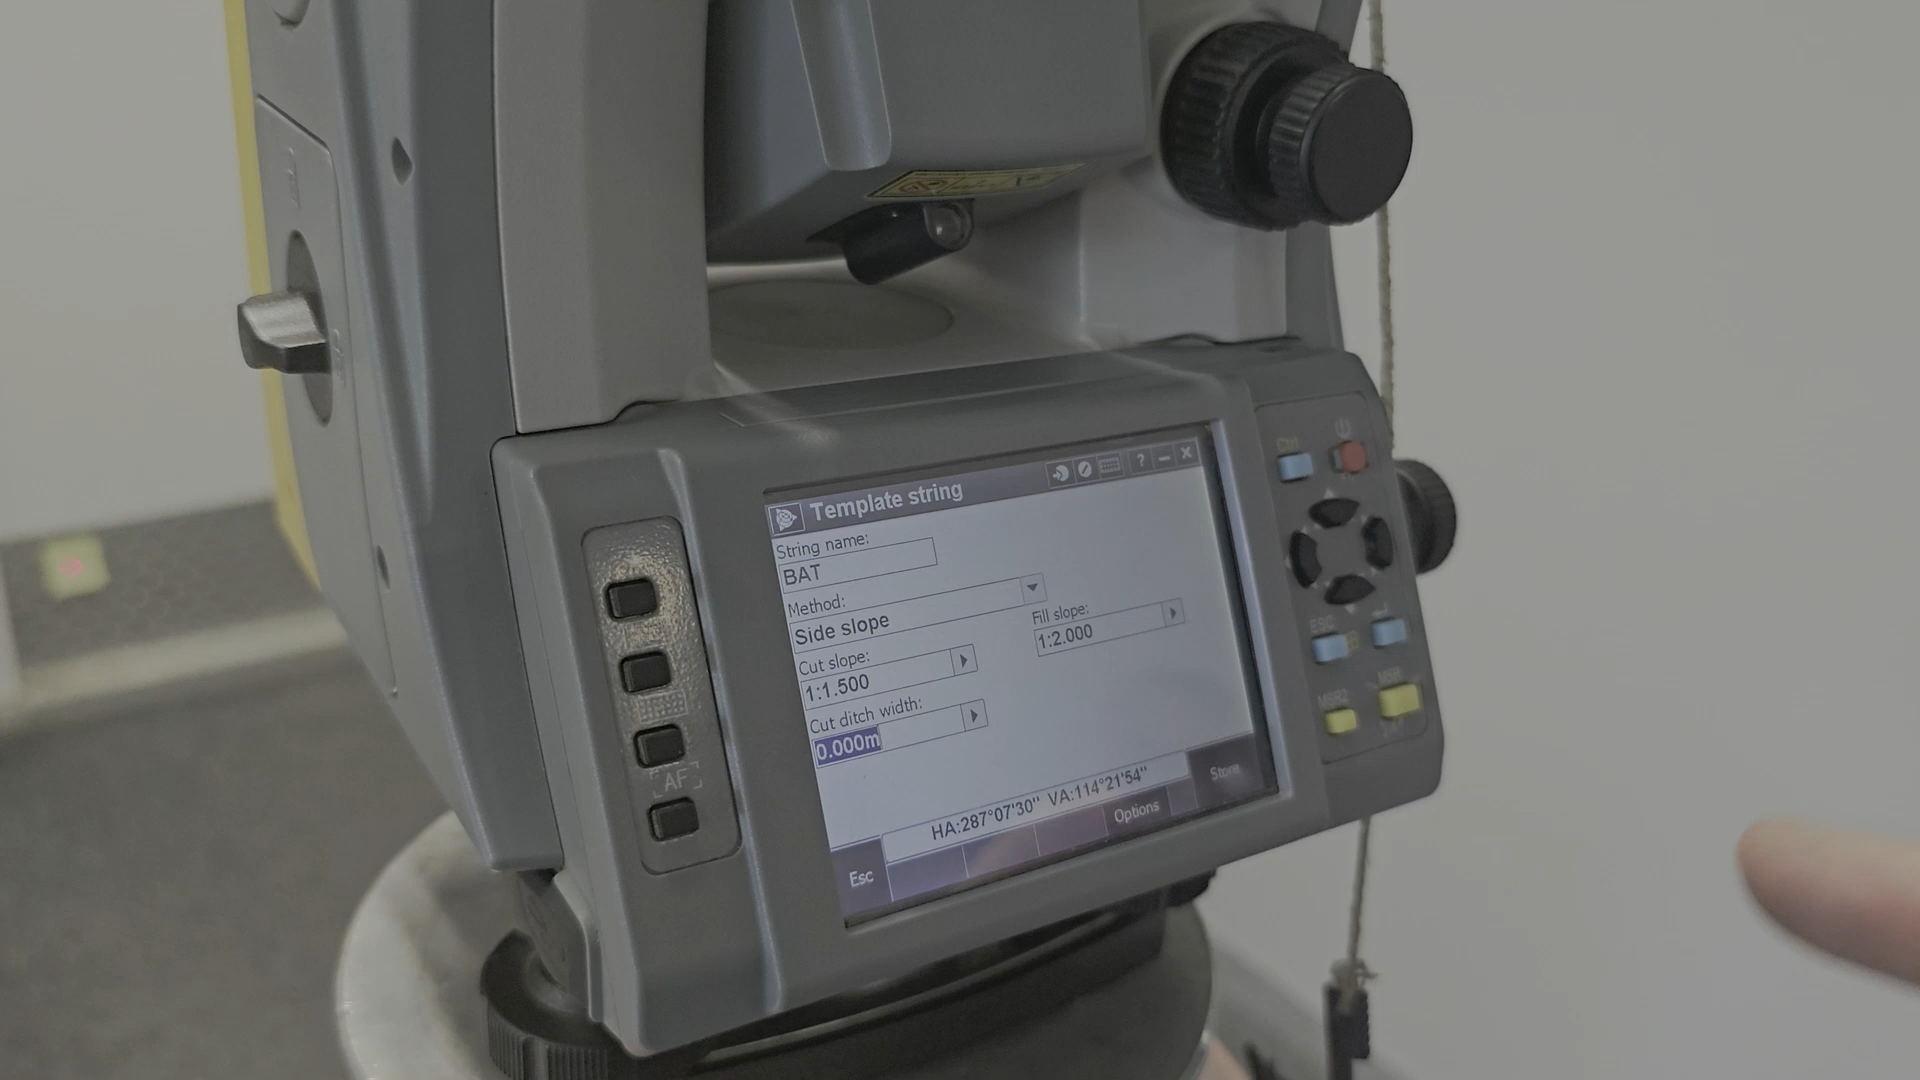 Template string
? – X
String name:
BAT
Method:
Side slope
Cut slope:
1:1.500
Fill slope:
1:2.000
Cut ditch width:
0.000m
HA:287°07'30" VA:114°21'54"
Esc
Options
Store
AF
Ctrl
ESC
MSR2